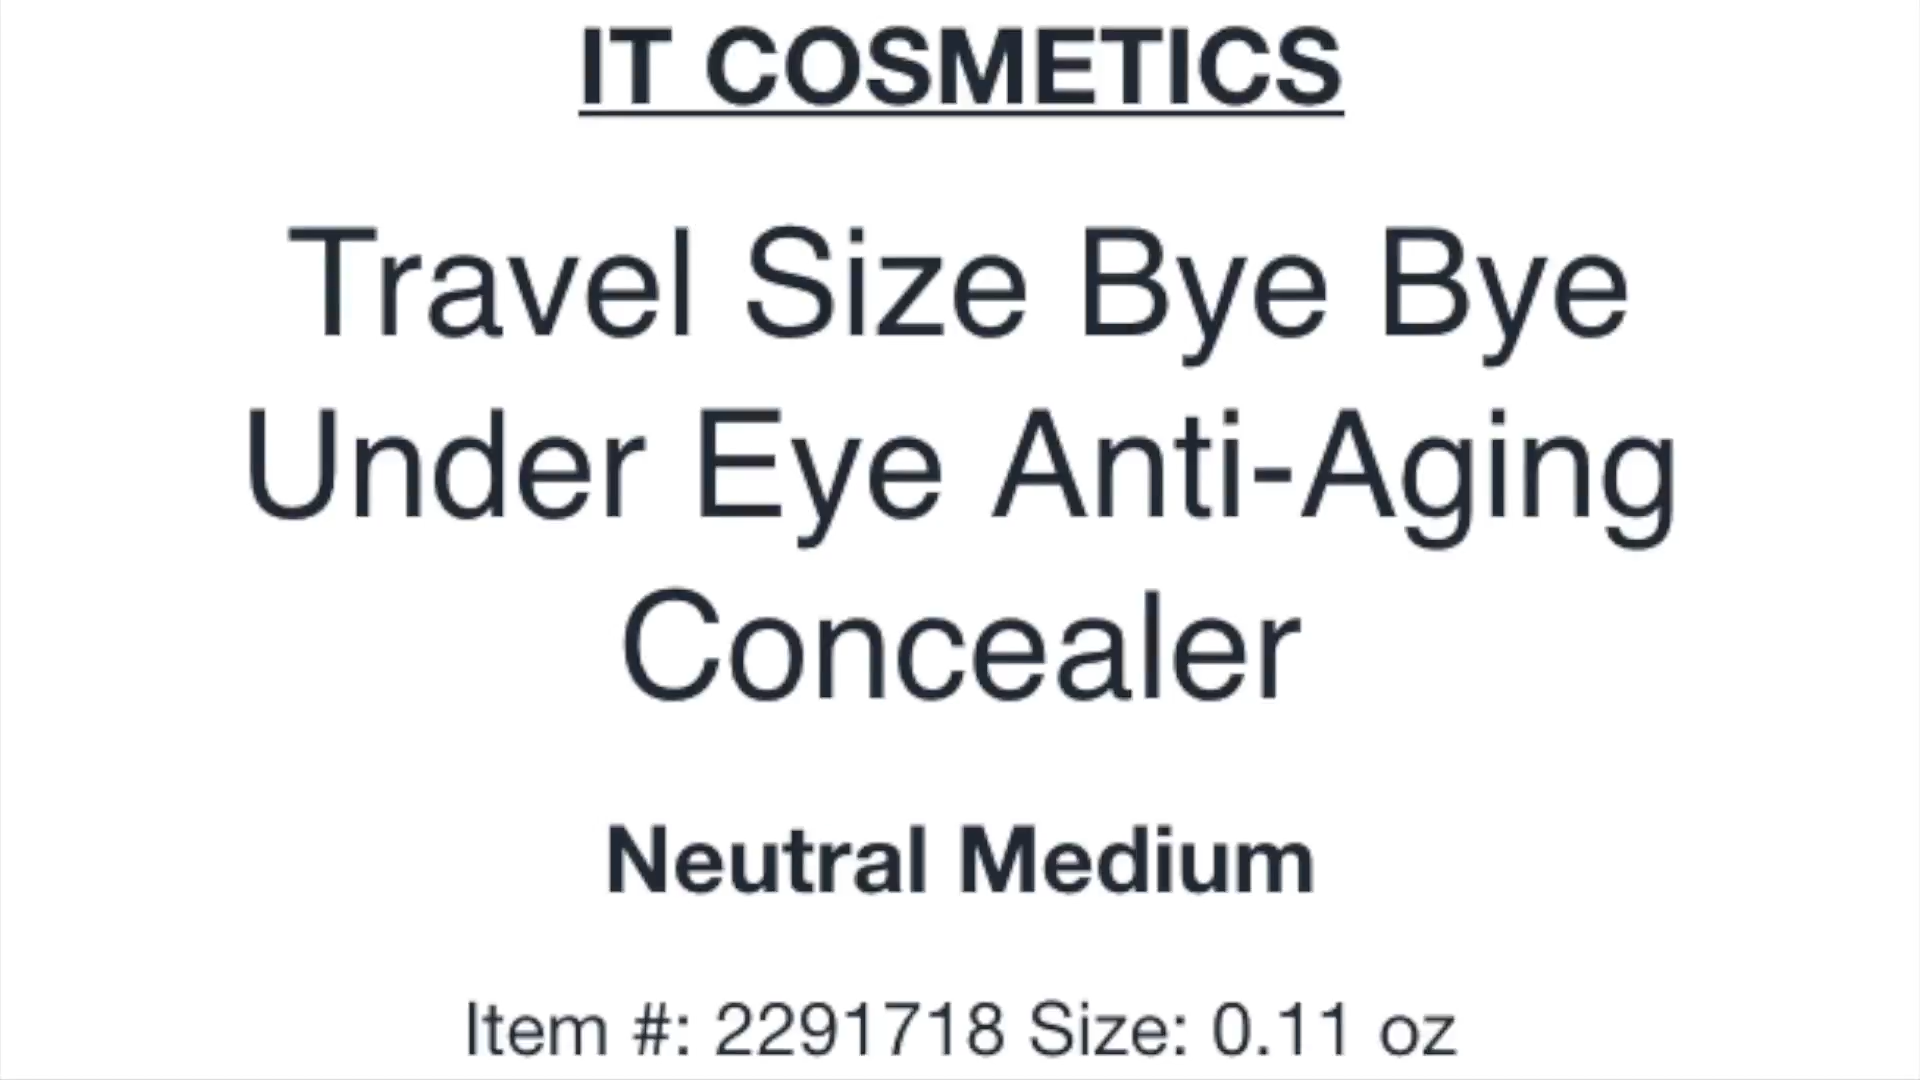 IT COSMETICS
Travel Size Bye Bye
Under Eye Anti-Aging
Concealer
Neutral Medium
Item #: 2291718 Size: 0.11 oz